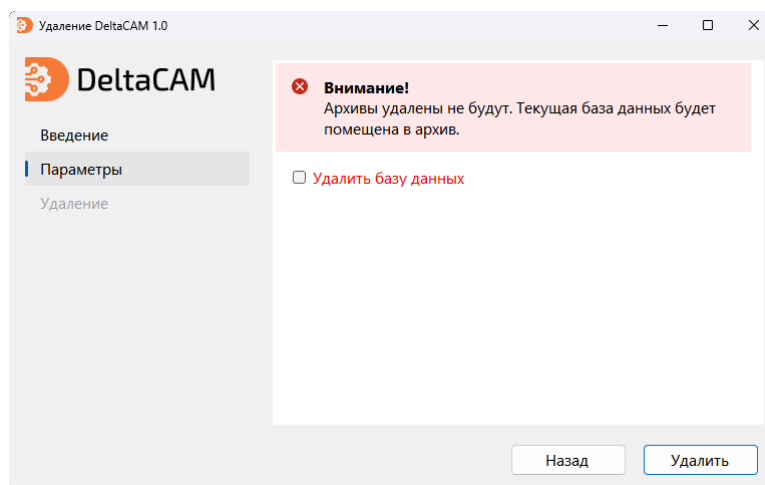 Удаление DeltaCAM 1.0
DeltaCAM
Введение
Параметры
Удаление
Внимание!
Архивы удалены не будут. Текущая база данных будет
помещена в архив.
Удалить базу данных
Назад
Удалить